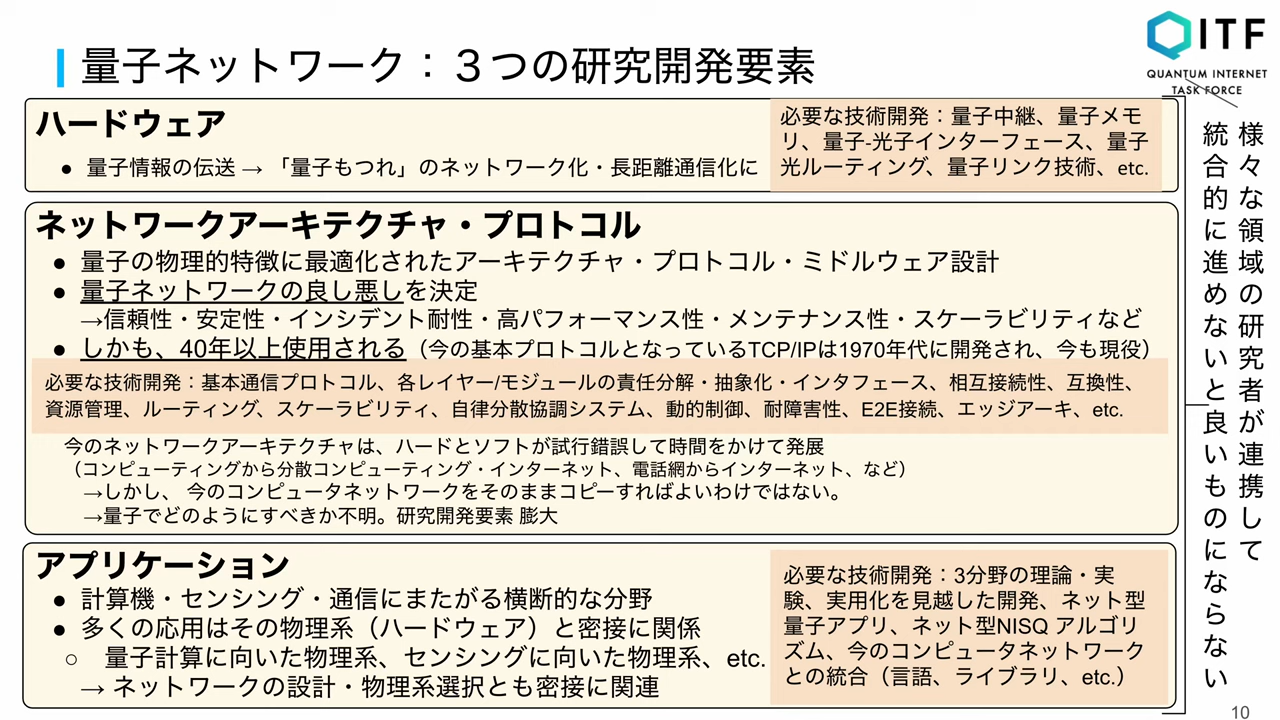 量子ネットワーク：３つの研究開発要素
ITF
QUANTUM INTERNET
TASK FORCE
ハードウェア
● 量子情報の伝送 → 「量子もつれ」のネットワーク化・長距離通信化に
必要な技術開発：量子中継、量子メモ
リ、量子-光子インターフェース、量子
光ルーティング、量子リンク技術、etc.
ネットワークアーキテクチャ・プロトコル
● 量子の物理的特徴に最適化されたアーキテクチャ・プロトコル・ミドルウェア設計
● 量子ネットワークの良し悪しを決定
→信頼性・安定性・インシデント耐性・高パフォーマンス性・メンテナンス性・スケーラビリティなど
● しかも、40年以上使用される（今の基本プロトコルとなっているTCP/IPは1970年代に開発され、今も現役）
必要な技術開発：基本通信プロトコル、各レイヤー/モジュールの責任分解・抽象化・インタフェース、相互接続性、互換性、
資源管理、ルーティング、スケーラビリティ、自律分散協調システム、動的制御、耐障害性、E2E接続、エッジアーキ、etc.
今のネットワークアーキテクチャは、ハードとソフトが試行錯誤して時間をかけて発展
（コンピューティングから分散コンピューティング・インターネット、電話網からインターネット、など）
→しかし、 今のコンピュータネットワークをそのままコピーすればよいわけではない。
→量子でどのようにすべきか不明。研究開発要素 膨大
アプリケーション
● 計算機・センシング・通信にまたがる横断的な分野
● 多くの応用はその物理系（ハードウェア）と密接に関係
○ 量子計算に向いた物理系、センシングに向いた物理系、etc.
→ ネットワークの設計・物理系選択とも密接に関連
必要な技術開発：3分野の理論・実
験、実用化を見越した開発、ネット型
量子アプリ、ネット型NISQ アルゴリ
ズム、今のコンピュータネットワーク
との統合（言語、ライブラリ、etc.）
様々な領域の研究者が連携して
統合的に進めないと良いものにならない
10